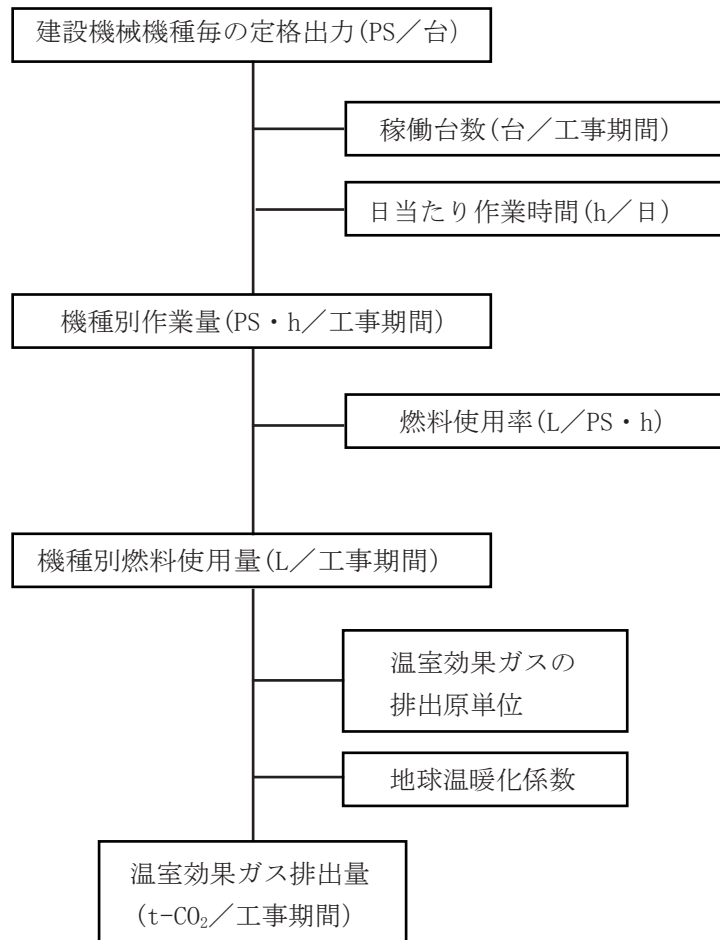 建設機械機種毎の定格出力(PS／台)
稼働台数(台／工事期間)
日当たり作業時間(h／日)
機種別作業量(PS・h／工事期間)
燃料使用率(L／PS・h)
機種別燃料使用量(L／工事期間)
温室効果ガスの
排出原単位
地球温暖化係数
温室効果ガス排出量
(t-CO₂／工事期間)